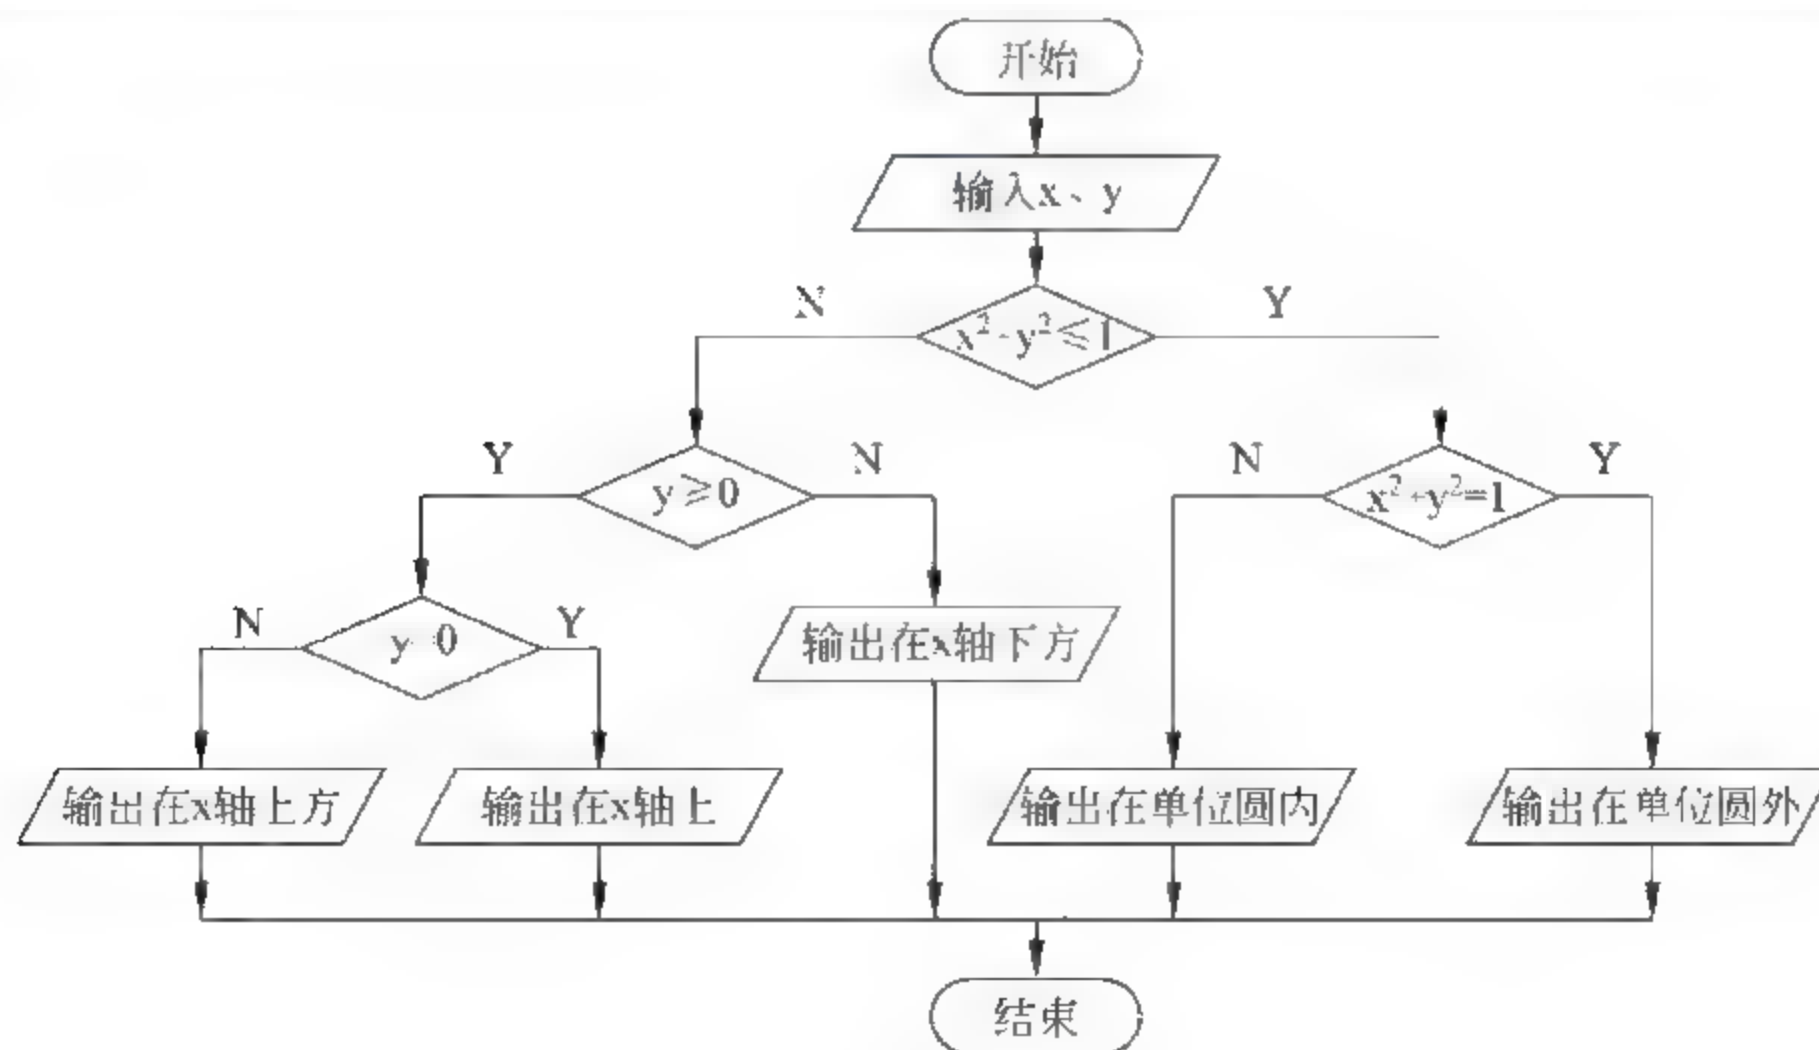 开始
输入x、y
N
Y
x²-y²≤1
Y
N
N
Y
y≥0
x²+y²=1
N
Y
y 0
输出在x轴下方
输出在x轴上方
输出在x轴上
输出在单位圆内
输出在单位圆外
结束